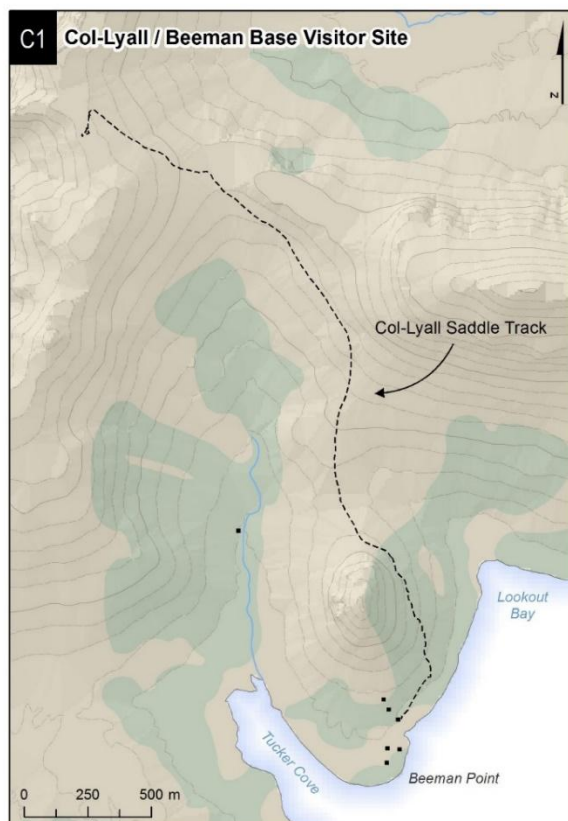 C1 Col-Lyall / Beeman Base Visitor Site
N
Col-Lyall Saddle Track
Lookout
Bay
Tucker Cove
Beeman Point
0 250 500 m